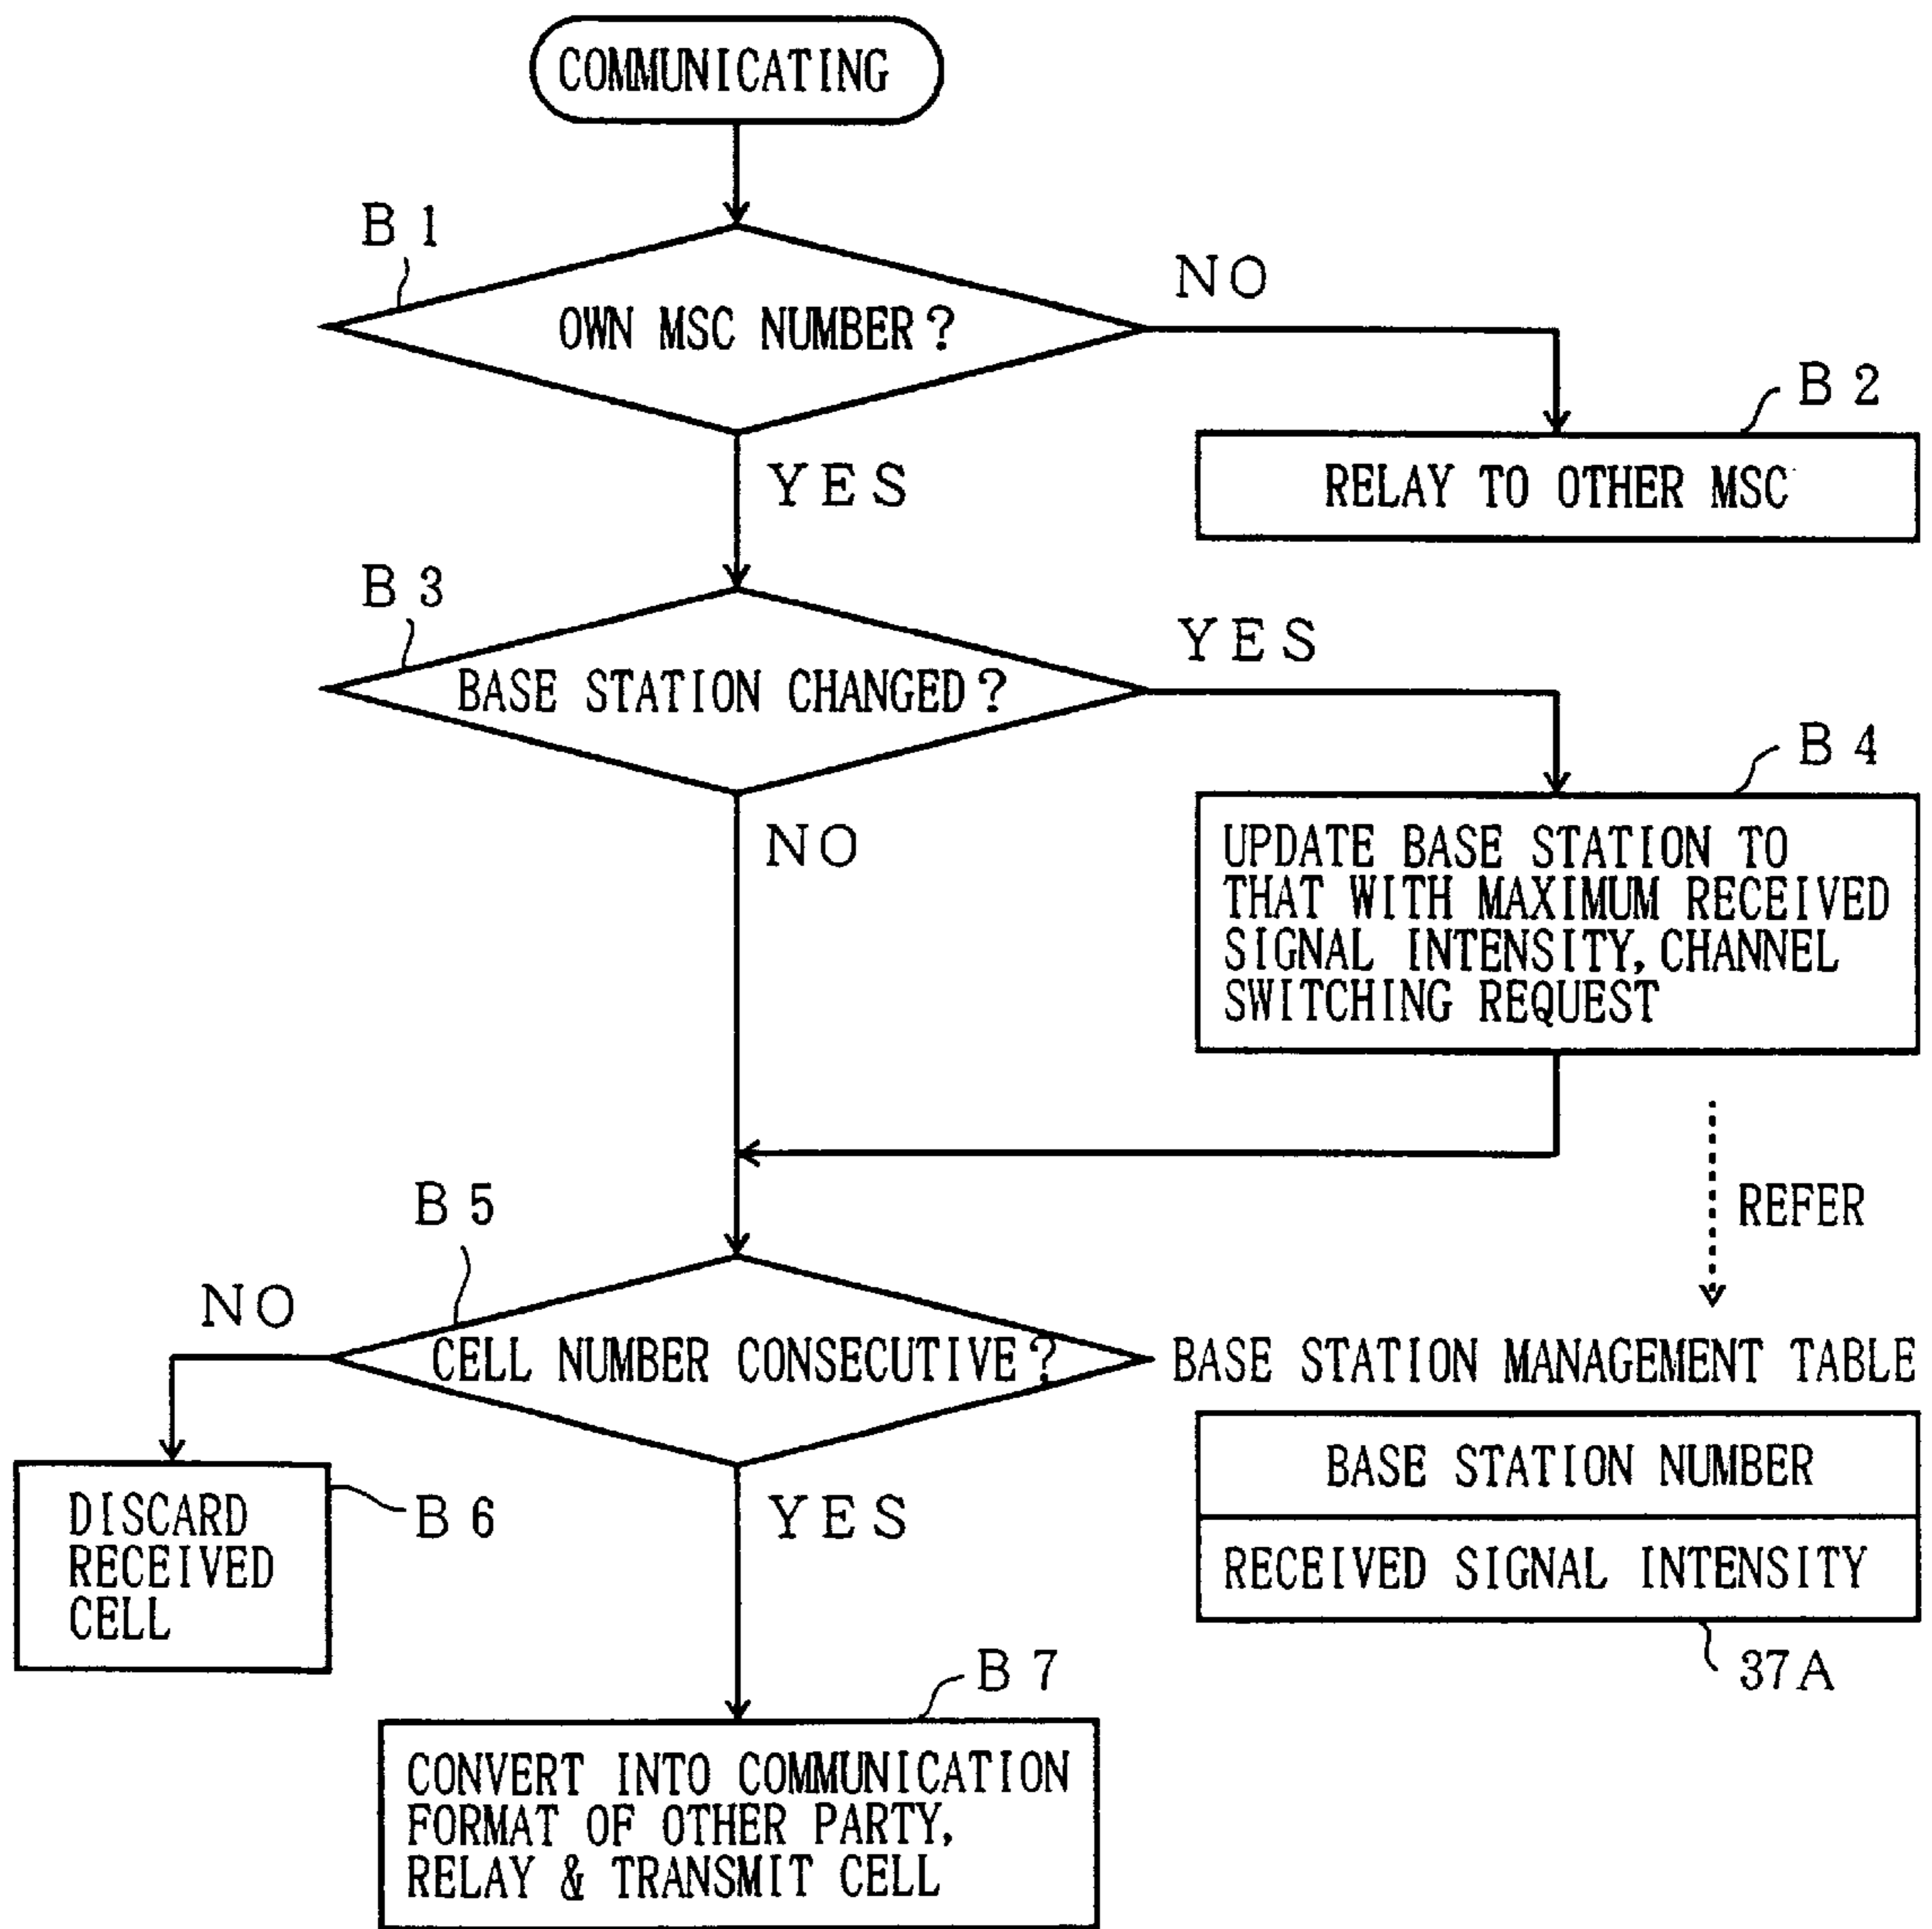 COMMUNICATING
B1
OWN MSC NUMBER?
NO
B2
RELAY TO OTHER MSC
YES
B3
BASE STATION CHANGED?
YES
B4
UPDATE BASE STATION TO
THAT WITH MAXIMUM RECEIVED
SIGNAL INTENSITY, CHANNEL
SWITCHING REQUEST
NO
REFER
B5
NO
CELL NUMBER CONSECUTIVE?
BASE STATION MANAGEMENT TABLE
BASE STATION NUMBER
RECEIVED SIGNAL INTENSITY
37A
DISCARD
RECEIVED
CELL
B6
YES
B7
CONVERT INTO COMMUNICATION
FORMAT OF OTHER PARTY,
RELAY & TRANSMIT CELL